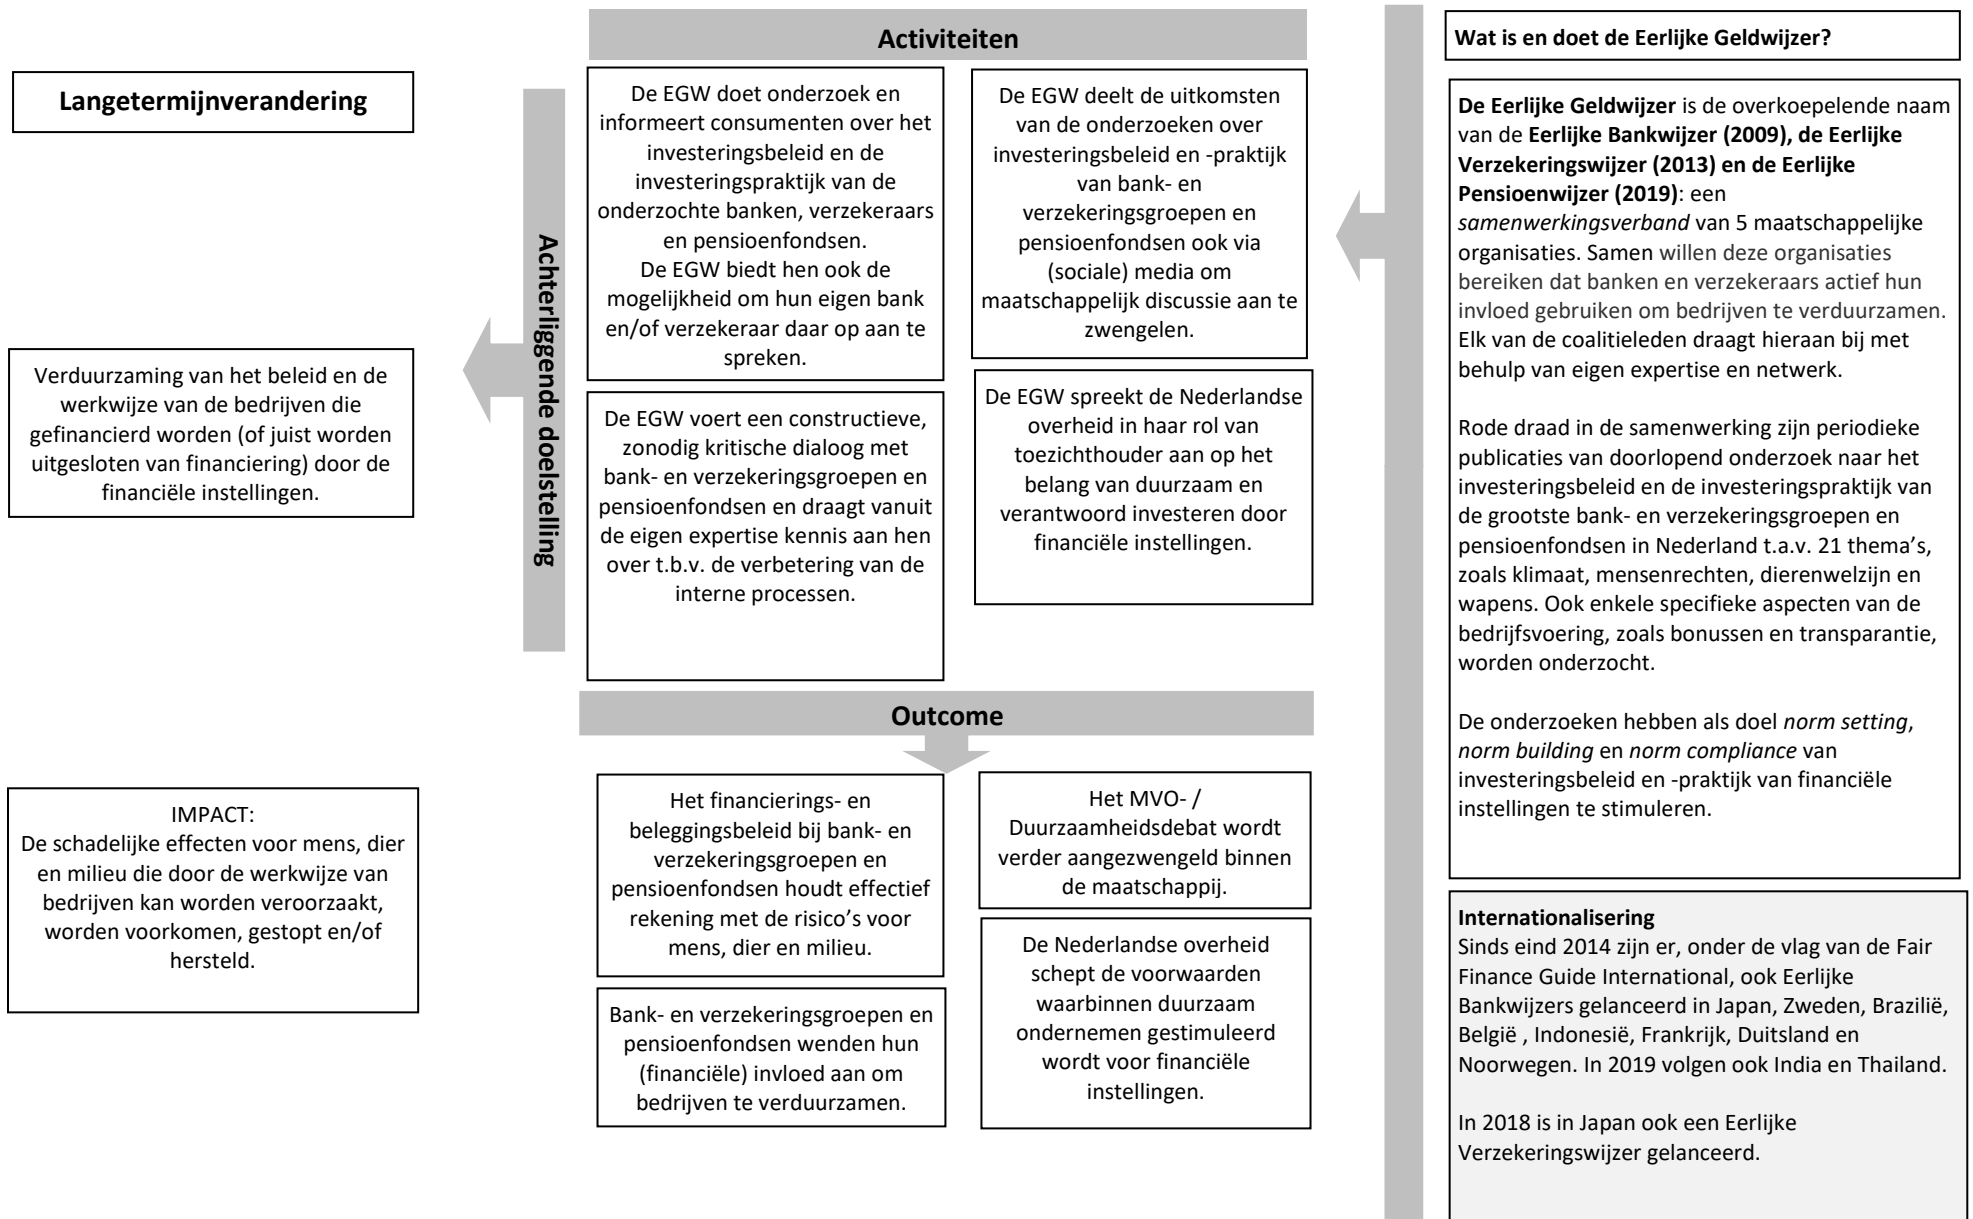 Activiteiten
De EGW doet onderzoek en
informeert consumenten over het
investeringsbeleid en de
investeringspraktijk van de
onderzochte banken, verzekeraars
en pensioenfondsen.
De EGW biedt hen ook de
mogelijkheid om hun eigen bank
en/of verzekeraar daar op aan te
spreken.
De EGW deelt de uitkomsten
van de onderzoeken over
investeringsbeleid en -praktijk
van bank- en
verzekeringsgroepen en
pensioenfondsen ook via
(sociale) media om
maatschappelijk discussie aan te
zwengelen.
De EGW voert een constructieve,
zonodig kritische dialoog met
bank- en verzekeringsgroepen en
pensioenfondsen en draagt vanuit
de eigen expertise kennis aan hen
over t.b.v. de verbetering van de
interne processen.
De EGW spreekt de Nederlandse
overheid in haar rol van
toezichthouder aan op het
belang van duurzaam en
verantwoord investeren door
financiële instellingen.
Achterliggende doelstelling
Langetermijnverandering
Verduurzaming van het beleid en de
werkwijze van de bedrijven die
gefinancierd worden (of juist worden
uitgesloten van financiering) door de
financiële instellingen.
IMPACT:
De schadelijke effecten voor mens, dier
en milieu die door de werkwijze van
bedrijven kan worden veroorzaakt,
worden voorkomen, gestopt en/of
hersteld.
Outcome
Het financierings- en
beleggingsbeleid bij bank- en
verzekeringsgroepen en
pensioenfondsen houdt effectief
rekening met de risico’s voor
mens, dier en milieu.
Het MVO- /
Duurzaamheidsdebat wordt
verder aangezwengeld binnen
de maatschappij.
Bank- en verzekeringsgroepen en
pensioenfondsen wenden hun
(financiële) invloed aan om
bedrijven te verduurzamen.
De Nederlandse overheid
schept de voorwaarden
waarbinnen duurzaam
ondernemen gestimuleerd
wordt voor financiële
instellingen.
Wat is en doet de Eerlijke Geldwijzer?
De Eerlijke Geldwijzer is de overkoepelende naam
van de Eerlijke Bankwijzer (2009), de Eerlijke
Verzekeringswijzer (2013) en de Eerlijke
Pensioenwijzer (2019): een
samenwerkingsverband van 5 maatschappelijke
organisaties. Samen willen deze organisaties
bereiken dat banken en verzekeraars actief hun
invloed gebruiken om bedrijven te verduurzamen.
Elk van de coalitieleden draagt hieraan bij met
behulp van eigen expertise en netwerk.
Rode draad in de samenwerking zijn periodieke
publicaties van doorlopend onderzoek naar het
investeringsbeleid en de investeringspraktijk van
de grootste bank- en verzekeringsgroepen en
pensioenfondsen in Nederland t.a.v. 21 thema’s,
zoals klimaat, mensenrechten, dierenwelzijn en
wapens. Ook enkele specifieke aspecten van de
bedrijfsvoering, zoals bonussen en transparantie,
worden onderzocht.
De onderzoeken hebben als doel norm setting,
norm building en norm compliance van
investeringsbeleid en -praktijk van financiële
instellingen te stimuleren.
Internationalisering
Sinds eind 2014 zijn er, onder de vlag van de Fair
Finance Guide International, ook Eerlijke
Bankwijzers gelanceerd in Japan, Zweden, Brazilië,
België , Indonesië, Frankrijk, Duitsland en
Noorwegen. In 2019 volgen ook India en Thailand.
In 2018 is in Japan ook een Eerlijke
Verzekeringswijzer gelanceerd.